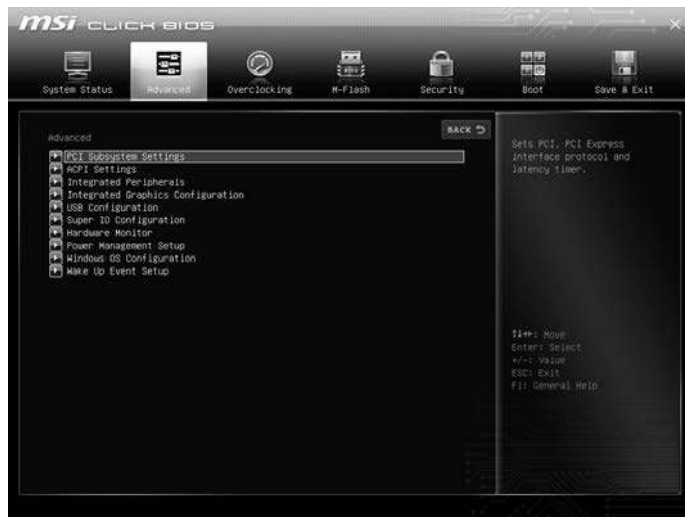 msi CLICK BIOS
System Status
Advanced
Overclocking
M-Flash
Security
Boot
Save & Exit
Advanced
BACK
PCI Subsystem Settings
ACPI Settings
Integrated Peripherals
Integrated Graphics Configuration
USB Configuration
Super IO Configuration
Hardware Monitor
Power Management Setup
Windows OS Configuration
Wake Up Event Setup
Sets PCI, PCI Express
interface protocol and
latency timer.
↑↓←→: Move
Enter: Select
+/-: Value
ESC: Exit
F1: General Help